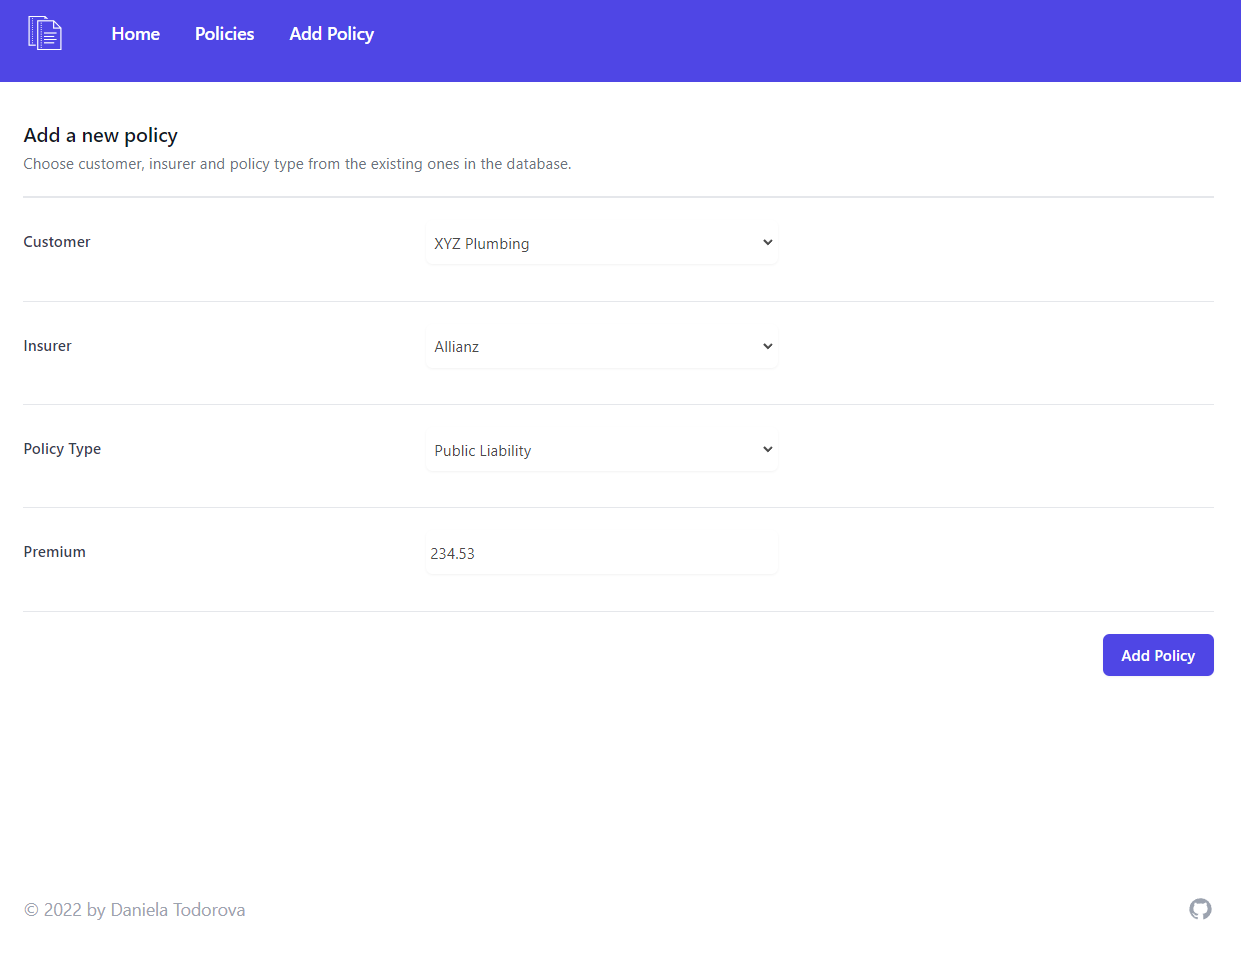 Home Policies Add Policy
Add a new policy
Choose customer, insurer and policy type from the existing ones in the database.
Customer XYZ Plumbing
Insurer Allianz
Policy Type Public Liability
Premium 234.53
Add Policy
© 2022 by Daniela Todorova